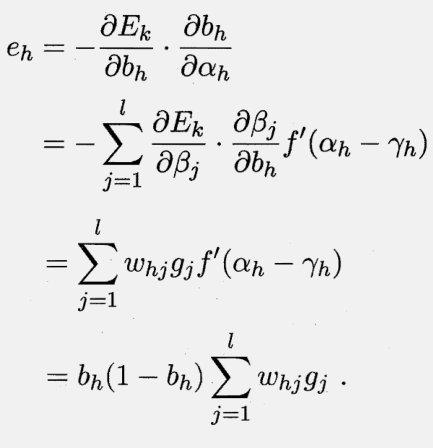 e_h = -\frac{\partial E_k}{\partial b_h} \cdot \frac{\partial b_h}{\partial \alpha_h}
= -\sum_{j=1}^{l} \frac{\partial E_k}{\partial \beta_j} \cdot \frac{\partial \beta_j}{\partial b_h} f'(\alpha_h - \gamma_h)
= \sum_{j=1}^{l} w_{hj} g_j f'(\alpha_h - \gamma_h)
= b_h(1 - b_h) \sum_{j=1}^{l} w_{hj} g_j .